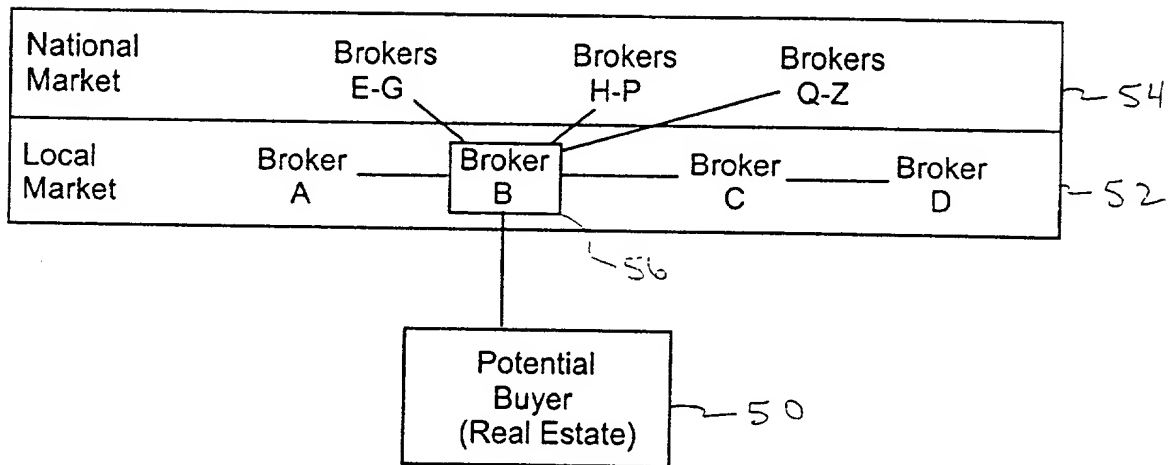 National
Market
Brokers
E-G
Brokers
H-P
Brokers
Q-Z
54
Local
Market
Broker
A
Broker
B
Broker
C
Broker
D
52
56
Potential
Buyer
(Real Estate)
50